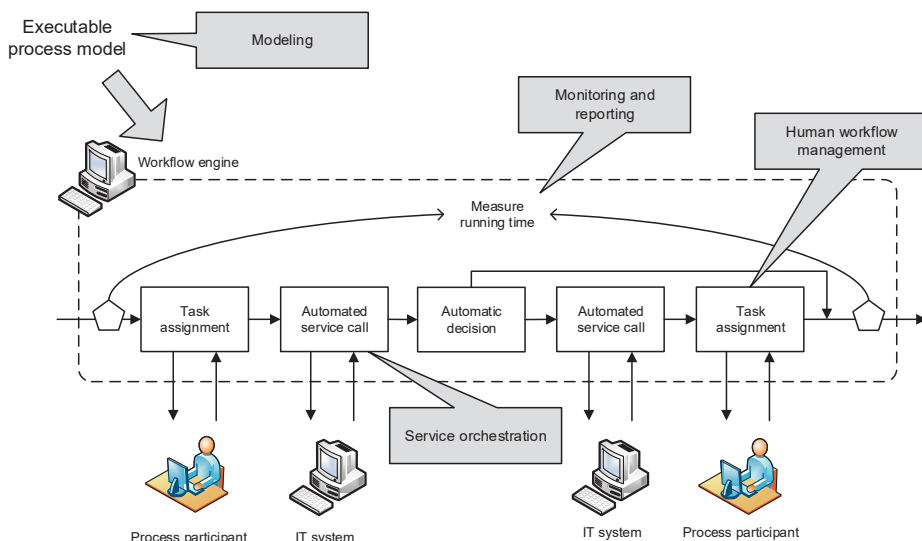 Executable
process model
Modeling
Monitoring and
reporting
Human workflow
management
Workflow engine
Measure
running time
Task
assignment
Automated
service call
Automatic
decision
Automated
service call
Task
assignment
Service orchestration
Process participant
IT system
IT system
Process participant